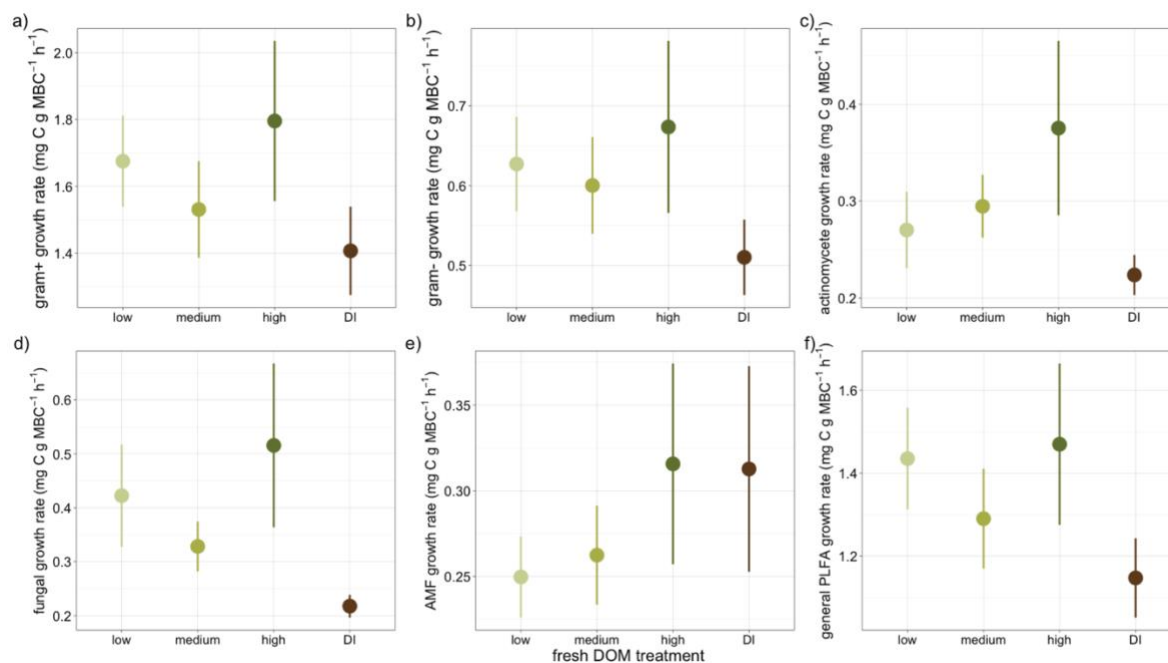 a)
gram+ growth rate (mg C g MBC⁻¹ h⁻¹)
2.0
1.8
1.6
1.4
low medium high DI
b)
gram- growth rate (mg C g MBC⁻¹ h⁻¹)
0.7
0.6
0.5
low medium high DI
c)
actinomycete growth rate (mg C g MBC⁻¹ h⁻¹)
0.4
0.3
0.2
low medium high DI
d)
fungal growth rate (mg C g MBC⁻¹ h⁻¹)
0.6
0.5
0.4
0.3
0.2
low medium high DI
e)
AMF growth rate (mg C g MBC⁻¹ h⁻¹)
0.35
0.30
0.25
low medium high DI
fresh DOM treatment
f)
general PLFA growth rate (mg C g MBC⁻¹ h⁻¹)
1.6
1.4
1.2
low medium high DI